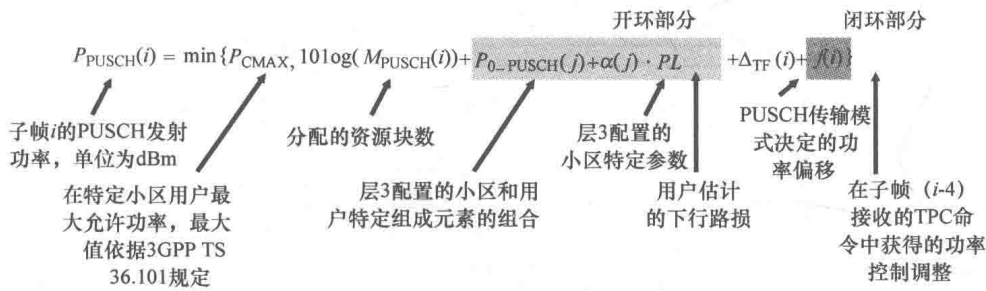 开环部分
闭环部分
P_PUSCH(i) = min{P_CMAX, 101og(M_PUSCH(i))+P_0_PUSCH(j)+α(j)·PL +Δ_TF(i)+f(i)}
子帧i的PUSCH发射
功率，单位为dBm
在特定小区用户最
大允许功率，最大
值依据3GPP TS
36.101规定
分配的资源块数
层3配置的小区和用
户特定组成元素的组合
层3配置的
小区特定参数
用户估计
的下行路损
PUSCH传输模
式决定的功
率偏移
在子帧（i-4）
接收的TPC命
令中获得的功率
控制调整